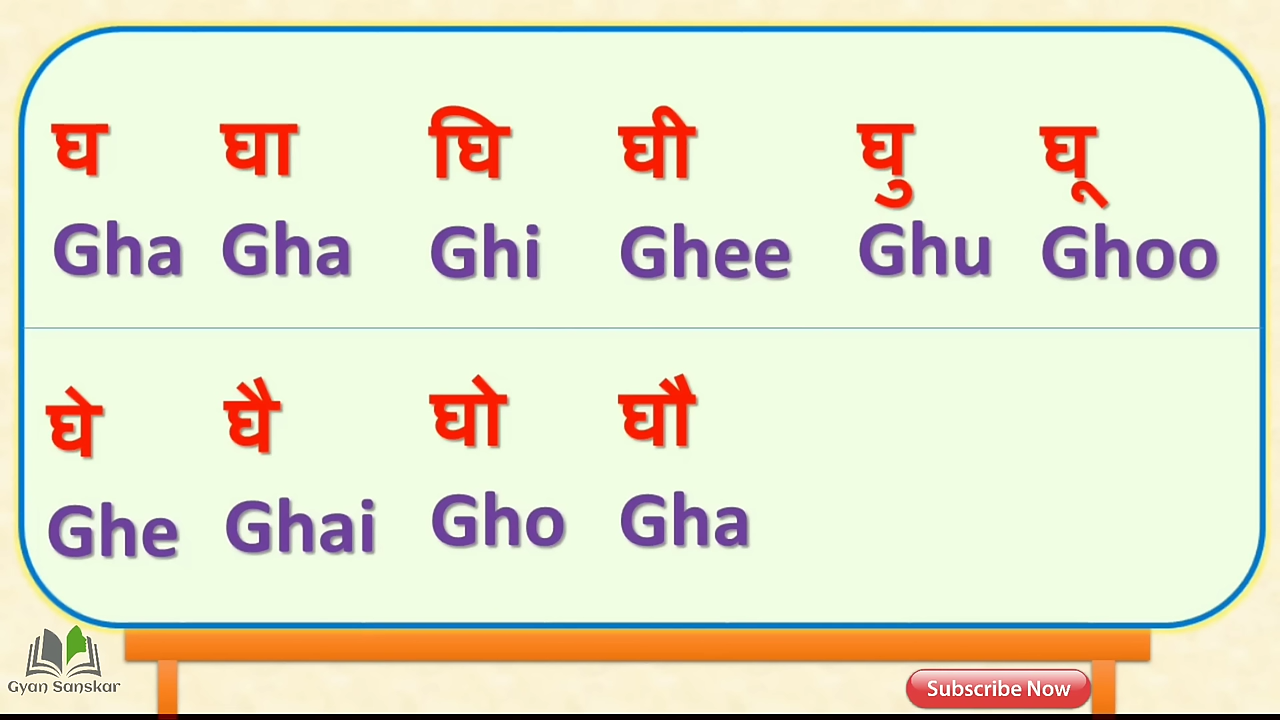 घ घा घि घी घु घू
Gha Gha Ghi Ghee Ghu Ghoo
घे घै घो घौ
Ghe Ghai Gho Gha
Gyan Sanskar
Subscribe Now